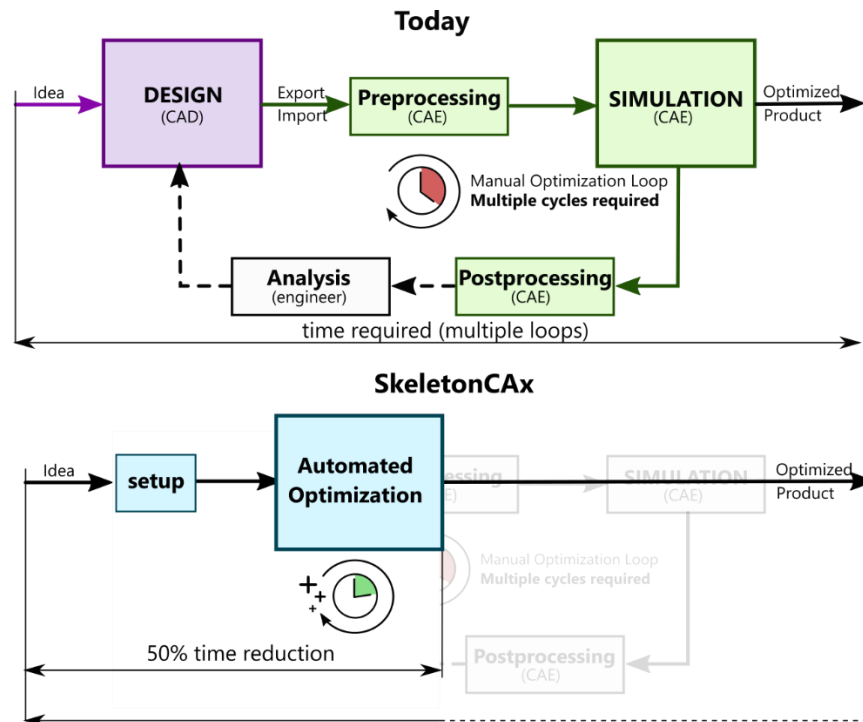 Today
Idea
DESIGN
(CAD)
Export
Import
Preprocessing
(CAE)
SIMULATION
(CAE)
Optimized
Product
Manual Optimization Loop
Multiple cycles required
Analysis
(engineer)
Postprocessing
(CAE)
time required (multiple loops)
SkeletonCAx
Idea
setup
Automated
Optimization
essing
E)
SIMULATION
(CAE)
Optimized
Product
Manual Optimization Loop
Multiple cycles required
50% time reduction
Postprocessing
(CAE)